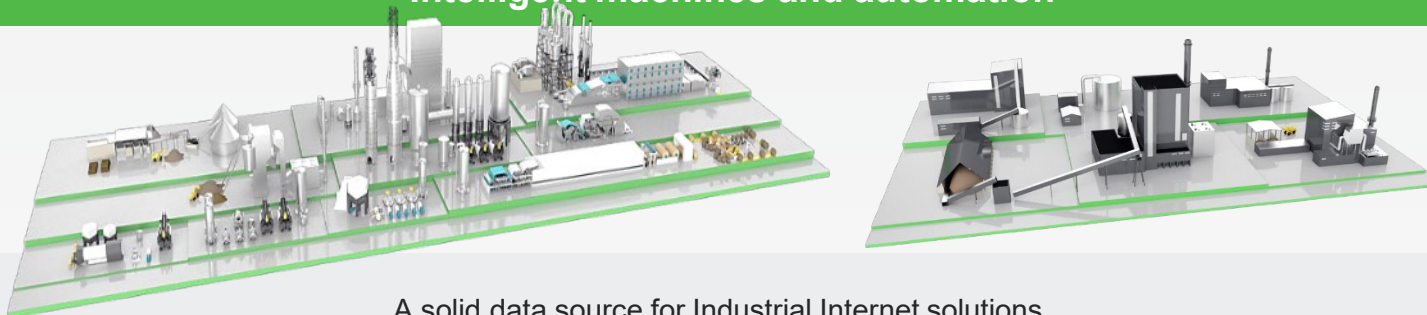 Intelligent machines and automation
A solid data source for Industrial Internet solutions